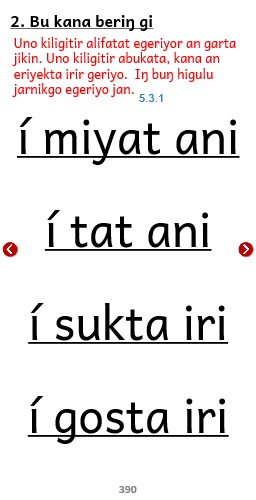 2. Bu kana beriŋ gi
Uno kiligitir alifatat egeriyor an garta
jikin. Uno kiligitir abukata, kana an
eriyekta irir geriyo. Iŋ buŋ higulu
jarnikgo egeriyo jan.
5.3.1
í miyat ani
í tat ani
í sukta iri
í gosta iri
390